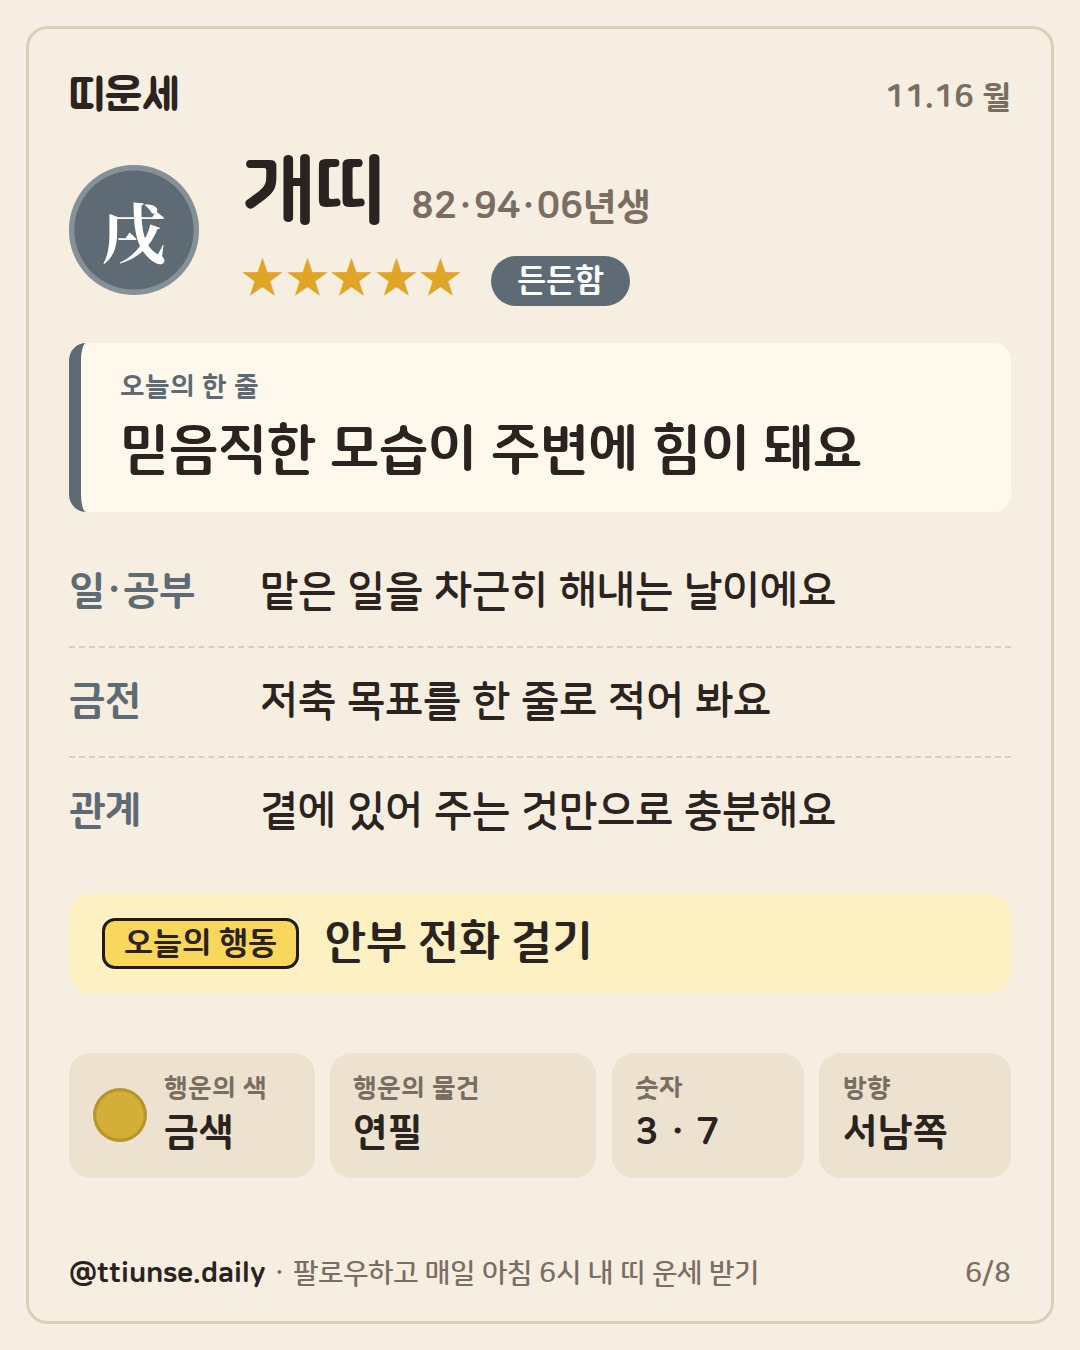 띠운세
11.16 월
戌
개띠 82·94·06년생
★★★★★ 든든함
오늘의 한 줄
믿음직한 모습이 주변에 힘이 돼요
일·공부 맡은 일을 차근히 해내는 날이에요
금전 저축 목표를 한 줄로 적어 봐요
관계 곁에 있어 주는 것만으로 충분해요
오늘의 행동 안부 전화 걸기
행운의 색
금색
행운의 물건
연필
숫자
3 · 7
방향
서남쪽
@ttiunse.daily · 팔로우하고 매일 아침 6시 내 띠 운세 받기
6/8